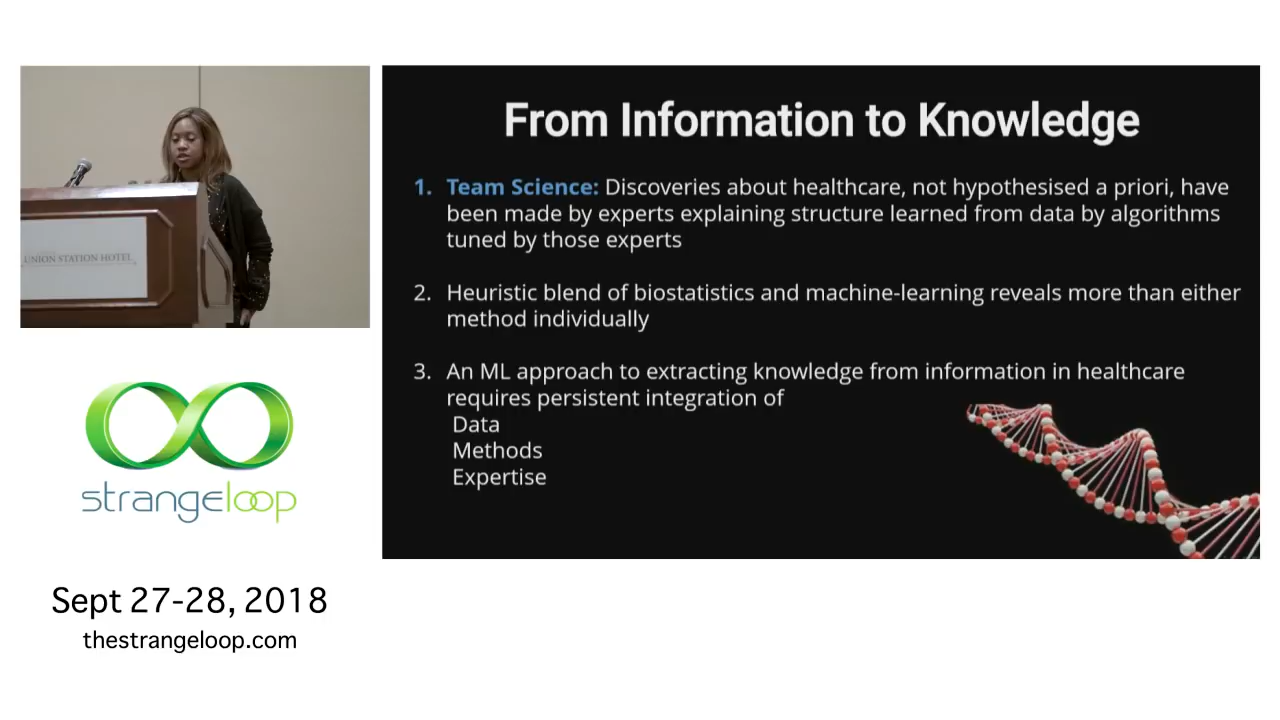 UNION STATION HOTEL
strangeloop
Sept 27-28, 2018
thestrangeloop.com
From Information to Knowledge
1. Team Science: Discoveries about healthcare, not hypothesised a priori, have
been made by experts explaining structure learned from data by algorithms
tuned by those experts
2. Heuristic blend of biostatistics and machine-learning reveals more than either
method individually
3. An ML approach to extracting knowledge from information in healthcare
requires persistent integration of
Data
Methods
Expertise